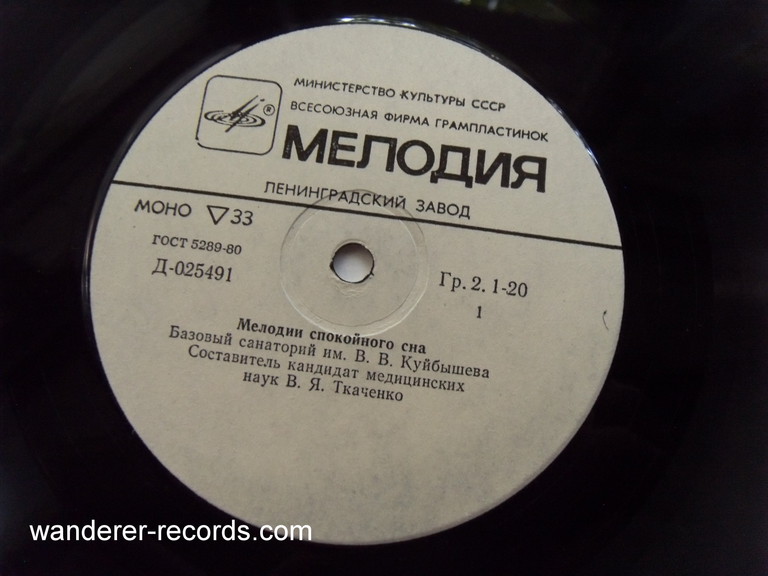 МИНИСТЕРСТВО КУЛЬТУРЫ СССР
ВСЕСОЮЗНАЯ ФИРМА ГРАМПЛАСТИНОК
®
МЕЛОДИЯ
ЛЕНИНГРАДСКИЙ ЗАВОД
МОНО ▽33
ГОСТ 5289-80
Д-025491
Гр. 2. 1-20
1
Мелодии спокойного сна
Базовый санаторий им. В. В. Куйбышева
Составитель кандидат медицинских
наук В. Я. Ткаченко
wanderer-records.com